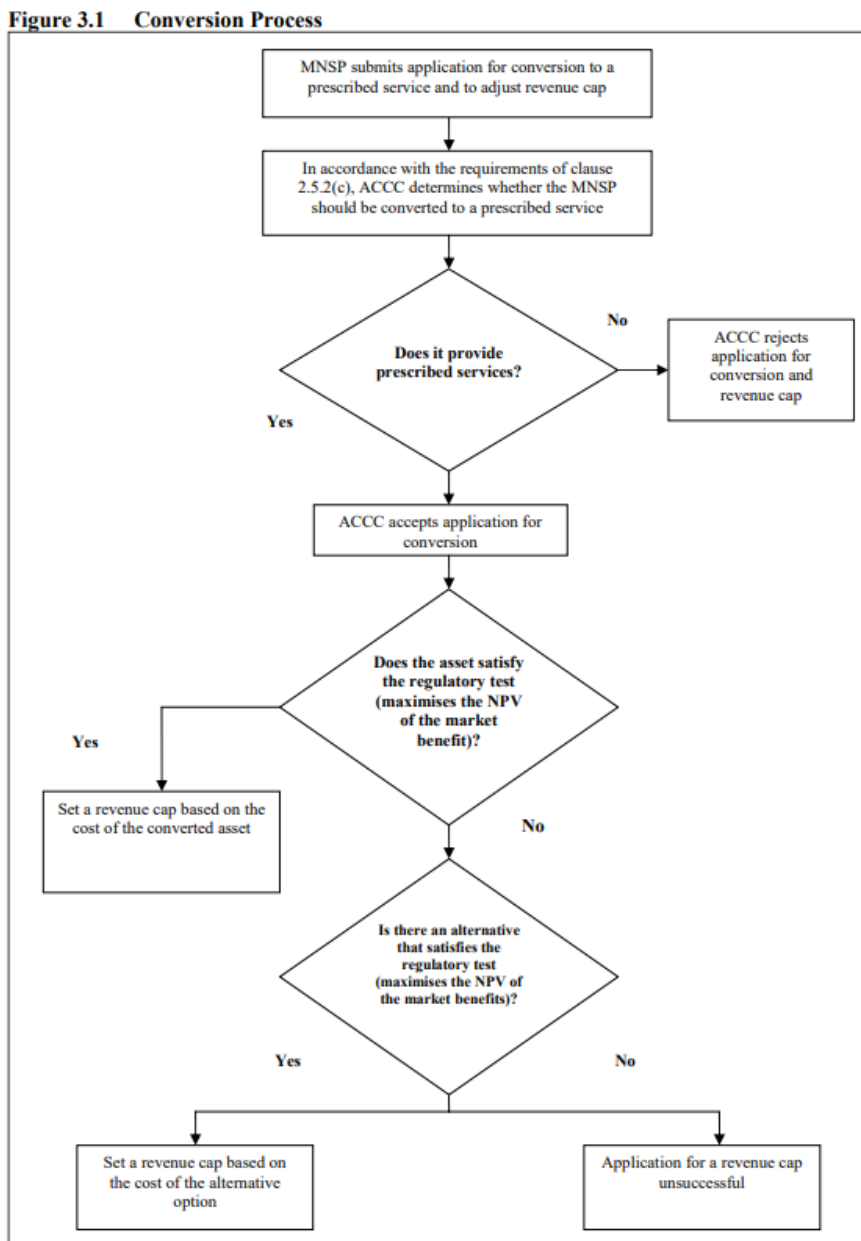 Figure 3.1 Conversion Process
MNSP submits application for conversion to a
prescribed service and to adjust revenue cap
In accordance with the requirements of clause
2.5.2(c), ACCC determines whether the MNSP
should be converted to a prescribed service
Does it provide
prescribed services?
No
ACCC rejects
application for
conversion and
revenue cap
Yes
ACCC accepts application for
conversion
Does the asset satisfy
the regulatory test
(maximises the NPV
of the market
benefit)?
Yes
Set a revenue cap based on the
cost of the converted asset
No
Is there an alternative
that satisfies the
regulatory test
(maximises the NPV of
the market benefits)?
Yes
No
Set a revenue cap based on
the cost of the alternative
option
Application for a revenue cap
unsuccessful